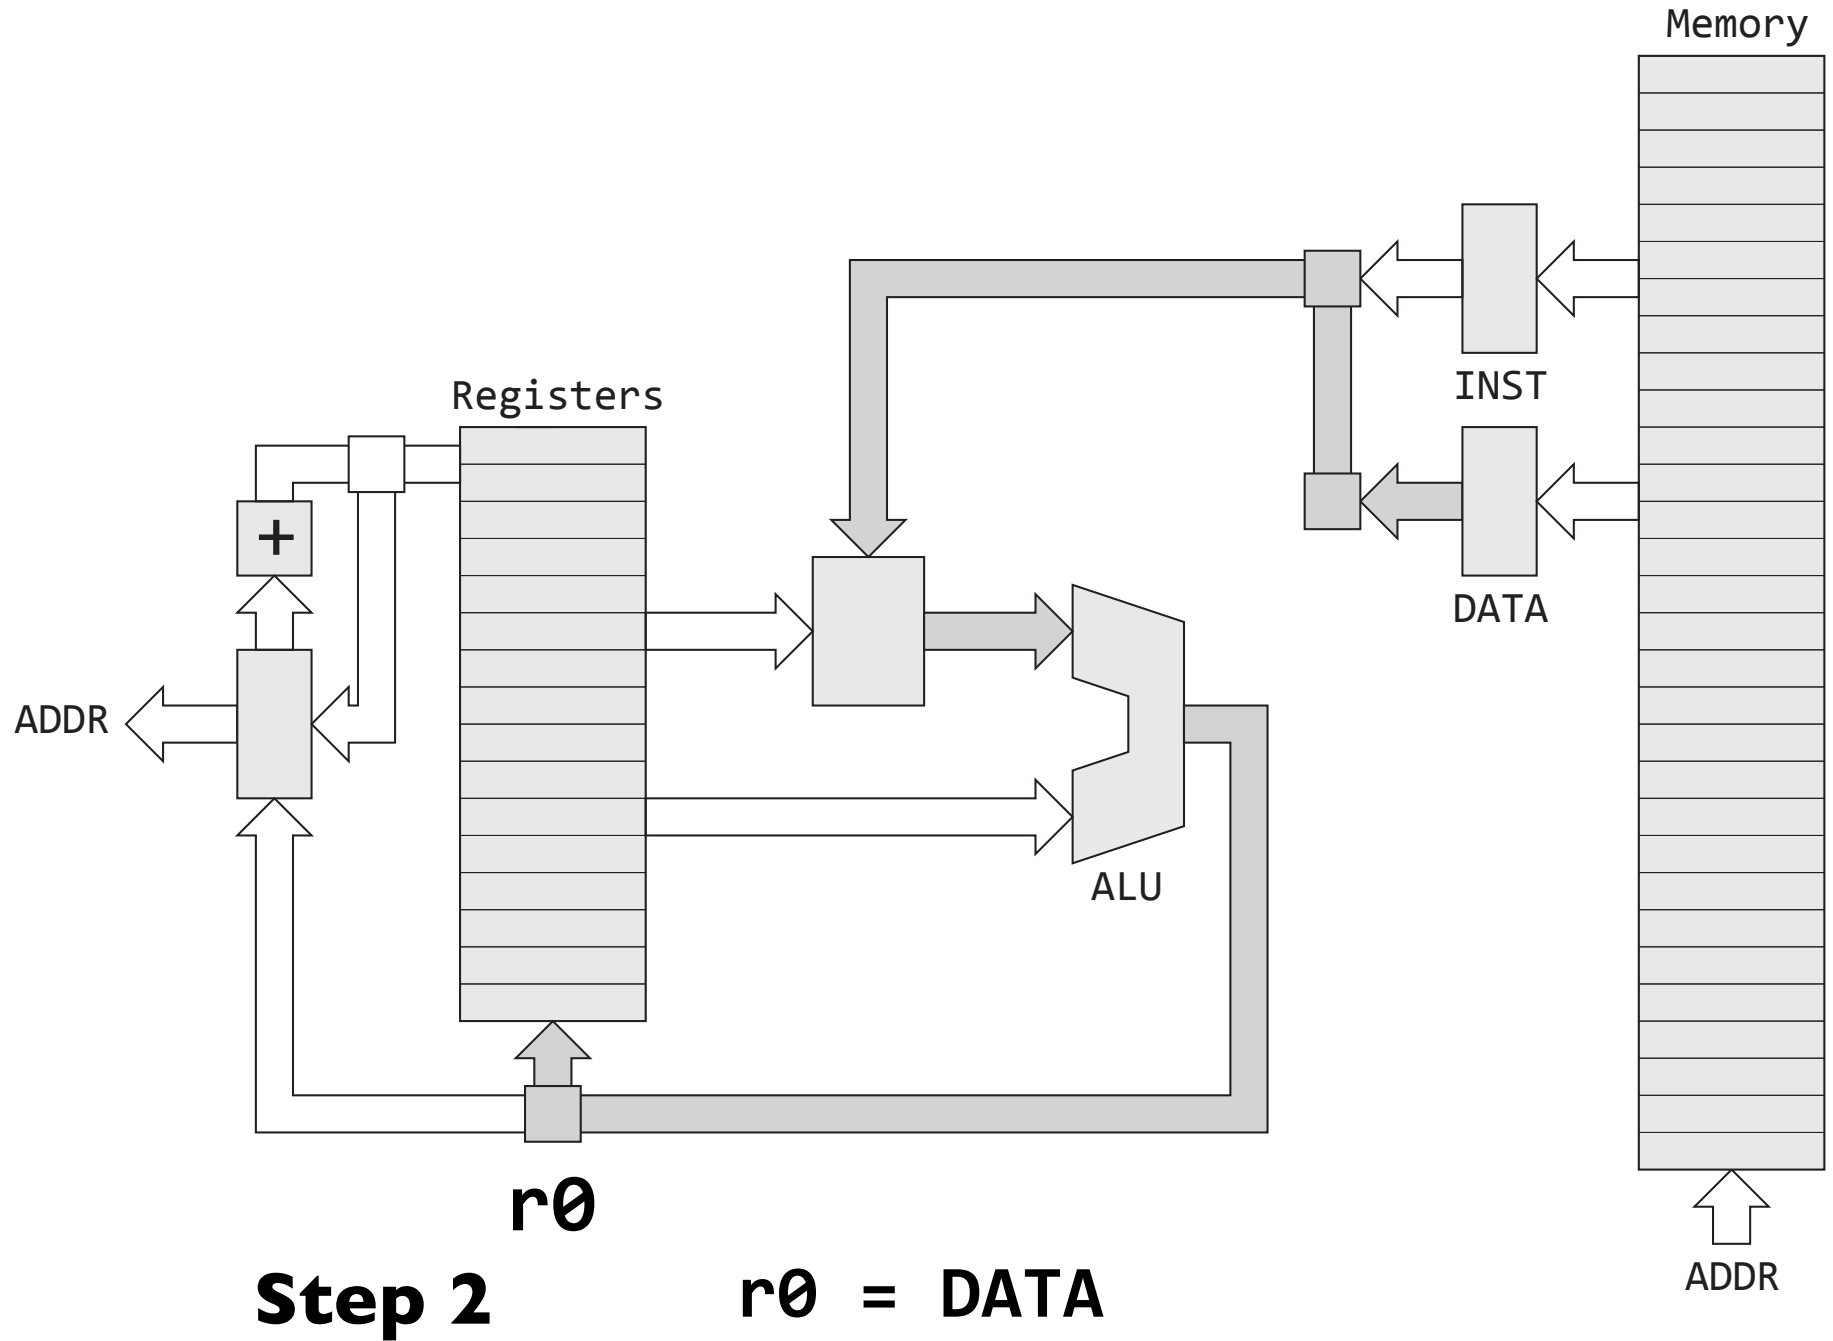 Memory
INST
Registers
+
DATA
ADDR
ALU
r0
ADDR
Step 2
r0 = DATA